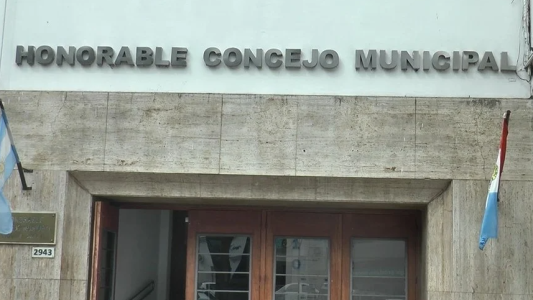 HONORABLE CONCEJO MUNICIPAL
2943